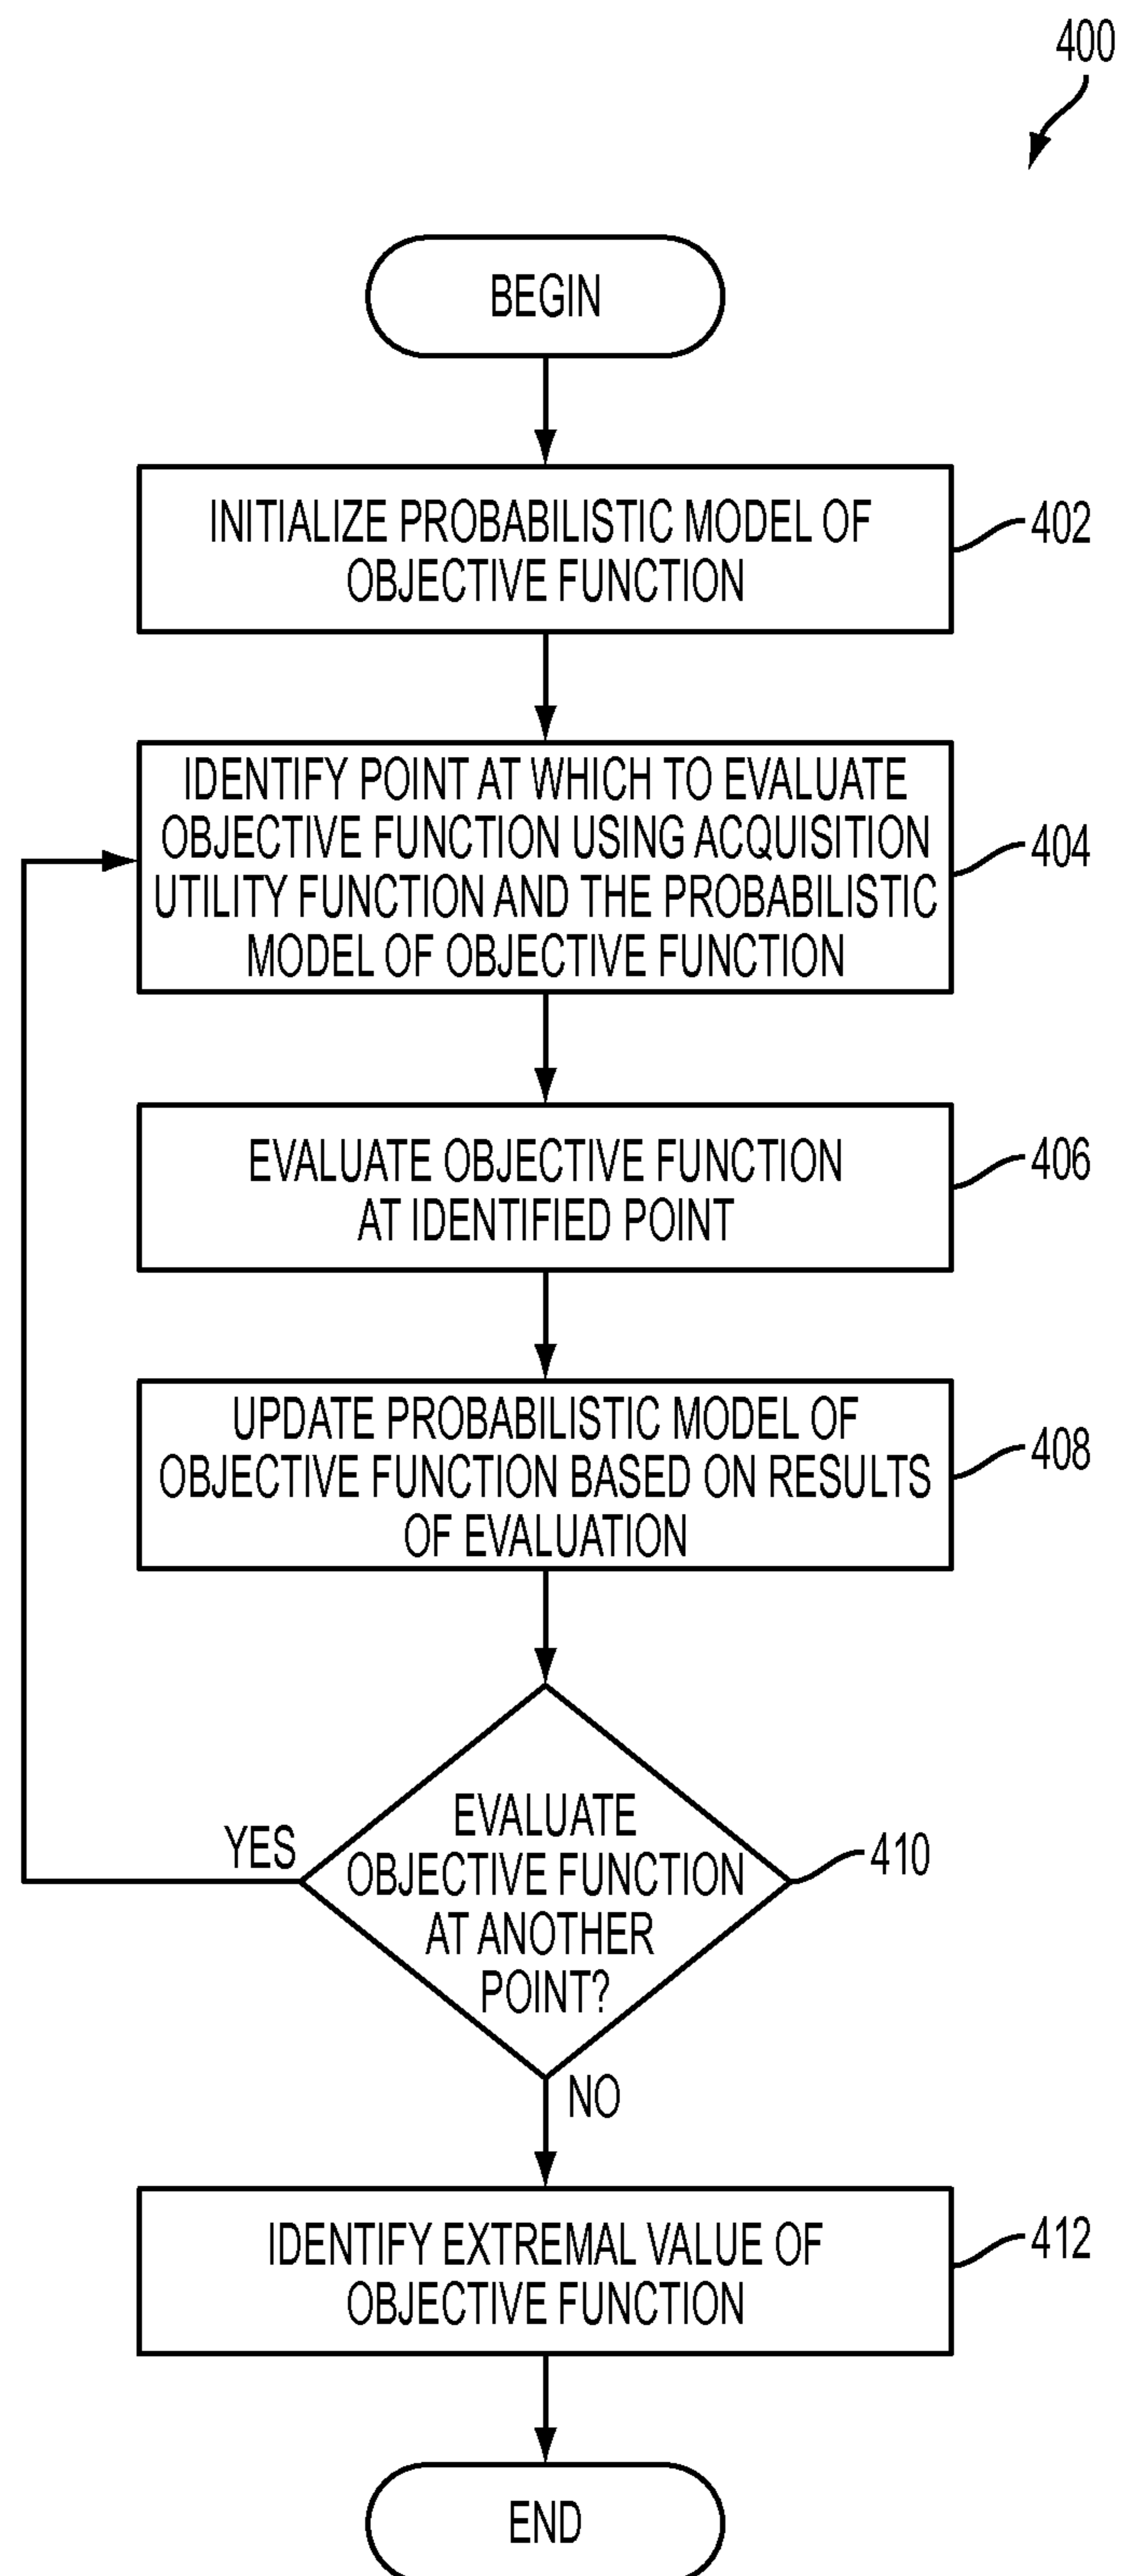 400
BEGIN
INITIALIZE PROBABILISTIC MODEL OF
OBJECTIVE FUNCTION
402
IDENTIFY POINT AT WHICH TO EVALUATE
OBJECTIVE FUNCTION USING ACQUISITION
UTILITY FUNCTION AND THE PROBABILISTIC
MODEL OF OBJECTIVE FUNCTION
404
EVALUATE OBJECTIVE FUNCTION
AT IDENTIFIED POINT
406
UPDATE PROBABILISTIC MODEL OF
OBJECTIVE FUNCTION BASED ON RESULTS
OF EVALUATION
408
YES
EVALUATE
OBJECTIVE FUNCTION
AT ANOTHER
POINT?
410
NO
IDENTIFY EXTREMAL VALUE OF
OBJECTIVE FUNCTION
412
END